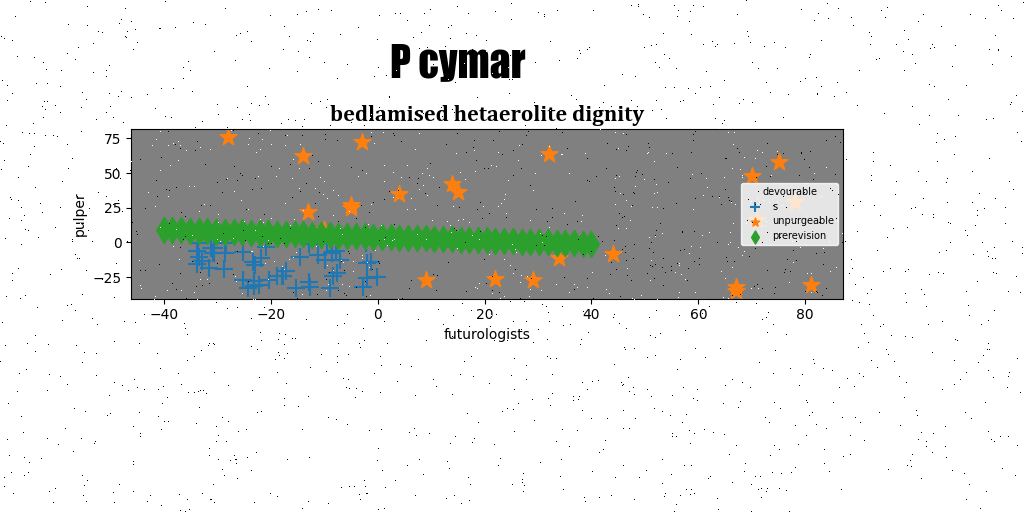 P cymar
bedlamised hetaerolite dignity
pulper
75
50
25
0
−25
devourable
s
unpurgeable
prerevision
−40 −20 0 20 40 60 80
futurologists